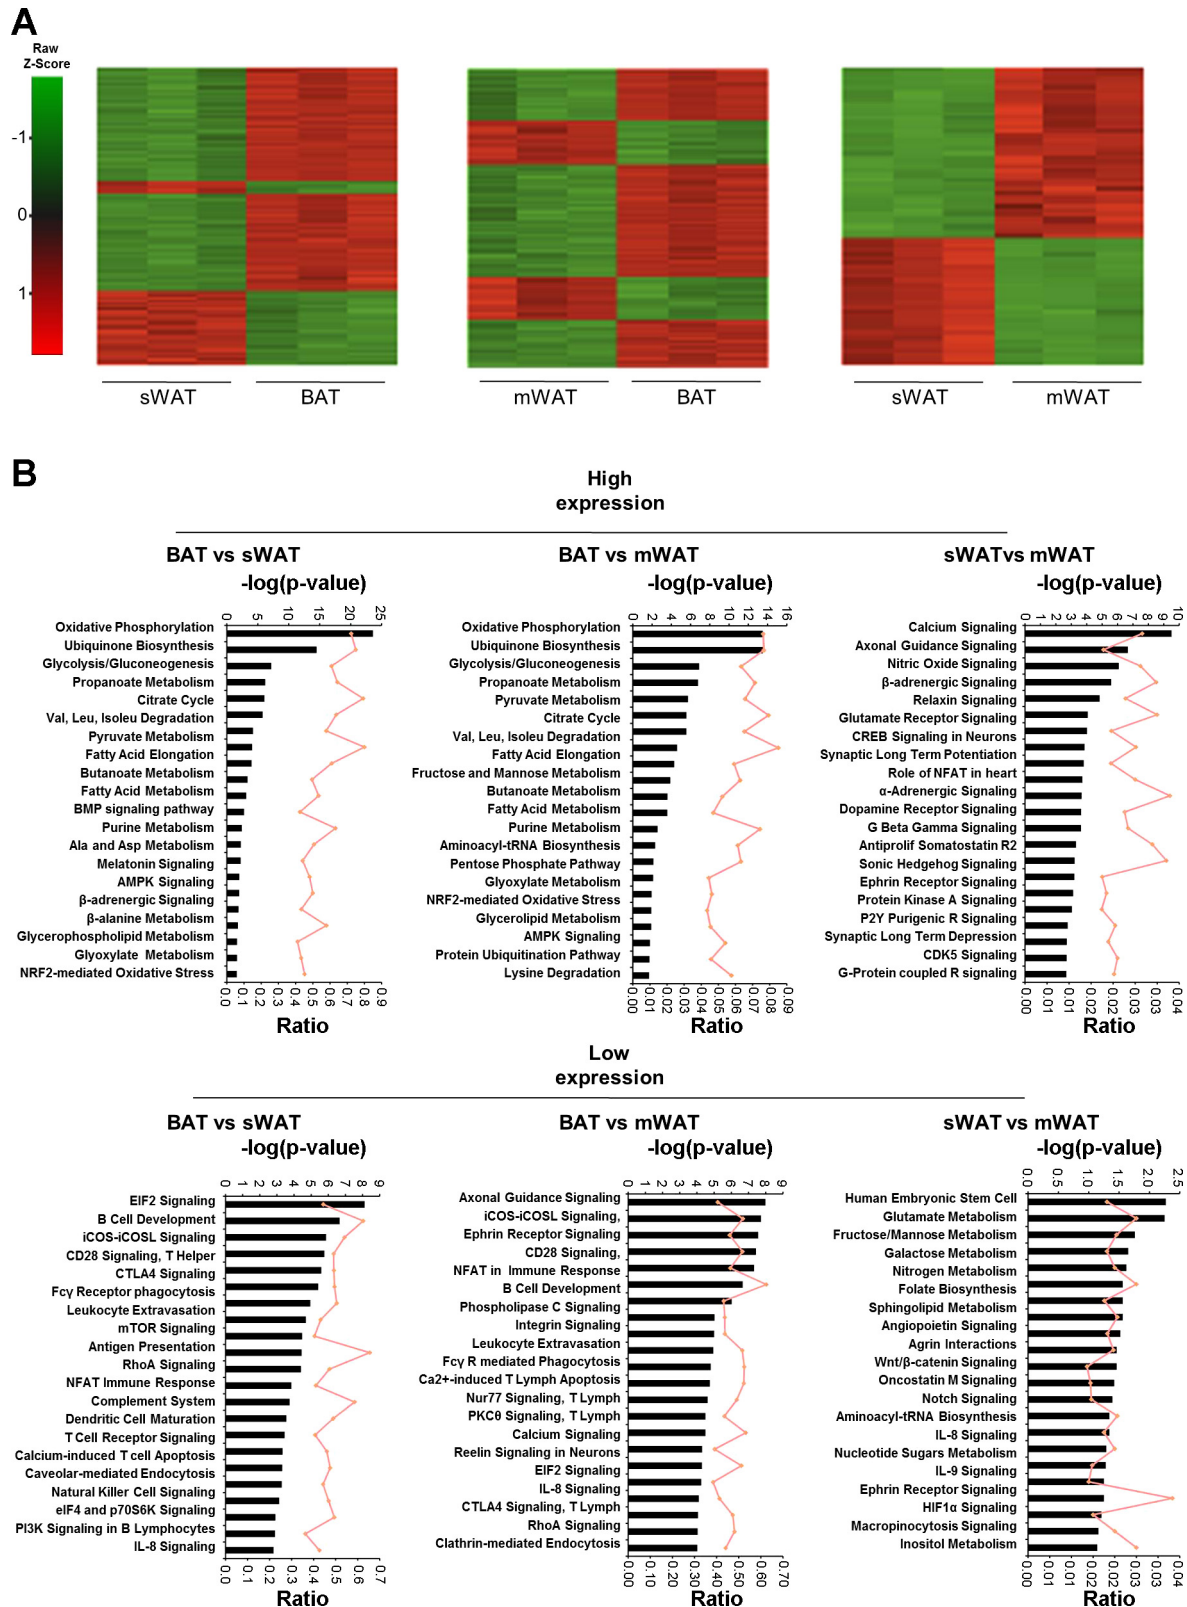 A
Raw
Z-Score
-1
0
1
sWAT
BAT
mWAT
BAT
sWAT
mWAT
B
High
expression
BAT vs sWAT
-log(p-value)
0 5 10 15 20 25
Oxidative Phosphorylation
Ubiquinone Biosynthesis
Glycolysis/Gluconeogenesis
Propanoate Metabolism
Citrate Cycle
Val, Leu, Isoleu Degradation
Pyruvate Metabolism
Fatty Acid Elongation
Butanoate Metabolism
Fatty Acid Metabolism
BMP signaling pathway
Purine Metabolism
Ala and Asp Metabolism
Melatonin Signaling
AMPK Signaling
β-adrenergic Signaling
β-alanine Metabolism
Glycerophospholipid Metabolism
Glyoxylate Metabolism
NRF2-mediated Oxidative Stress
0.0 0.1 0.2 0.3 0.4 0.5 0.6 0.7 0.8 0.9
Ratio
BAT vs mWAT
-log(p-value)
0 2 4 6 8 10 12 14 16
Oxidative Phosphorylation
Ubiquinone Biosynthesis
Glycolysis/Gluconeogenesis
Propanoate Metabolism
Pyruvate Metabolism
Citrate Cycle
Val, Leu, Isoleu Degradation
Fatty Acid Elongation
Fructose and Mannose Metabolism
Butanoate Metabolism
Fatty Acid Metabolism
Purine Metabolism
Aminoacyl-tRNA Biosynthesis
Pentose Phosphate Pathway
Glyoxylate Metabolism
NRF2-mediated Oxidative Stress
Glycerolipid Metabolism
AMPK Signaling
Protein Ubiquitination Pathway
Lysine Degradation
0.00 0.01 0.02 0.03 0.04 0.05 0.06 0.07 0.08 0.09
Ratio
sWATvs mWAT
-log(p-value)
0 1 2 3 4 5 6 7 8 9 10
Calcium Signaling
Axonal Guidance Signaling
Nitric Oxide Signaling
β-adrenergic Signaling
Relaxin Signaling
Glutamate Receptor Signaling
CREB Signaling in Neurons
Synaptic Long Term Potentiation
Role of NFAT in heart
α-Adrenergic Signaling
Dopamine Receptor Signaling
G Beta Gamma Signaling
Antiprolif Somatostatin R2
Sonic Hedgehog Signaling
Ephrin Receptor Signaling
Protein Kinase A Signaling
P2Y Purigenic R Signaling
Synaptic Long Term Depression
CDK5 Signaling
G-Protein coupled R signaling
0.00 0.01 0.01 0.02 0.02 0.03 0.03 0.04
Ratio
Low
expression
BAT vs sWAT
-log(p-value)
0 1 2 3 4 5 6 7 8 9
EIF2 Signaling
B Cell Development
iCOS-iCOSL Signaling
CD28 Signaling, T Helper
CTLA4 Signaling
Fcγ Receptor phagocytosis
Leukocyte Extravasation
mTOR Signaling
Antigen Presentation
RhoA Signaling
NFAT Immune Response
Complement System
Dendritic Cell Maturation
T Cell Receptor Signaling
Calcium-induced T cell Apoptosis
Caveolar-mediated Endocytosis
Natural Killer Cell Signaling
eIF4 and p70S6K Signaling
PI3K Signaling in B Lymphocytes
IL-8 Signaling
0.0 0.1 0.2 0.3 0.4 0.5 0.6 0.7
Ratio
BAT vs mWAT
-log(p-value)
0 1 2 3 4 5 6 7 8 9
Axonal Guidance Signaling
iCOS-iCOSL Signaling,
Ephrin Receptor Signaling
CD28 Signaling,
NFAT in Immune Response
B Cell Development
Phospholipase C Signaling
Integrin Signaling
Leukocyte Extravasation
Fcγ R mediated Phagocytosis
Ca2+-induced T Lymph Apoptosis
Nur77 Signaling, T Lymph
PKCθ Signaling, T Lymph
Calcium Signaling
Reelin Signaling in Neurons
EIF2 Signaling
IL-8 Signaling
CTLA4 Signaling, T Lymph
RhoA Signaling
Clathrin-mediated Endocytosis
0.00 0.10 0.20 0.30 0.40 0.50 0.60 0.70
Ratio
sWAT vs mWAT
-log(p-value)
0.0 0.5 1.0 1.5 2.0 2.5
Human Embryonic Stem Cell
Glutamate Metabolism
Fructose/Mannose Metabolism
Galactose Metabolism
Nitrogen Metabolism
Folate Biosynthesis
Sphingolipid Metabolism
Angiopoietin Signaling
Agrin Interactions
Wnt/β-catenin Signaling
Oncostatin M Signaling
Notch Signaling
Aminoacyl-tRNA Biosynthesis
IL-8 Signaling
Nucleotide Sugars Metabolism
IL-9 Signaling
Ephrin Receptor Signaling
HIF1α Signaling
Macropinocytosis Signaling
Inositol Metabolism
0.00 0.01 0.01 0.02 0.02 0.03 0.03 0.04
Ratio